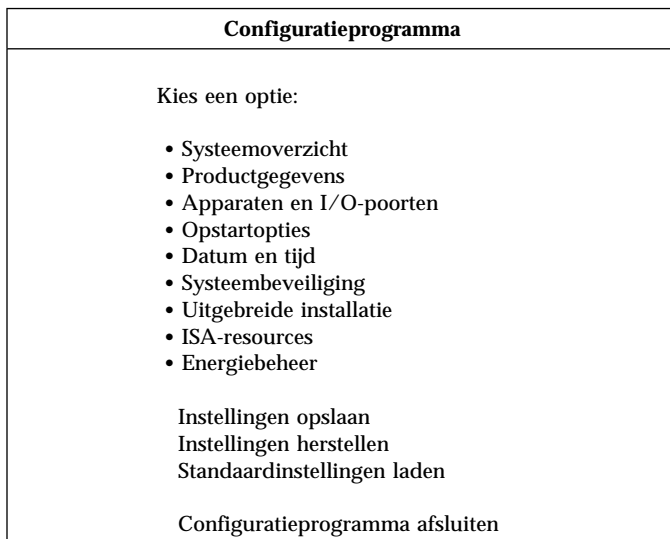 Configuratieprogramma
Kies een optie:
• Systeemoverzicht
• Productgegevens
• Apparaten en I/O-poorten
• Opstartopties
• Datum en tijd
• Systeembeveiliging
• Uitgebreide installatie
• ISA-resources
• Energiebeheer
Instellingen opslaan
Instellingen herstellen
Standaardinstellingen laden
Configuratieprogramma afsluiten